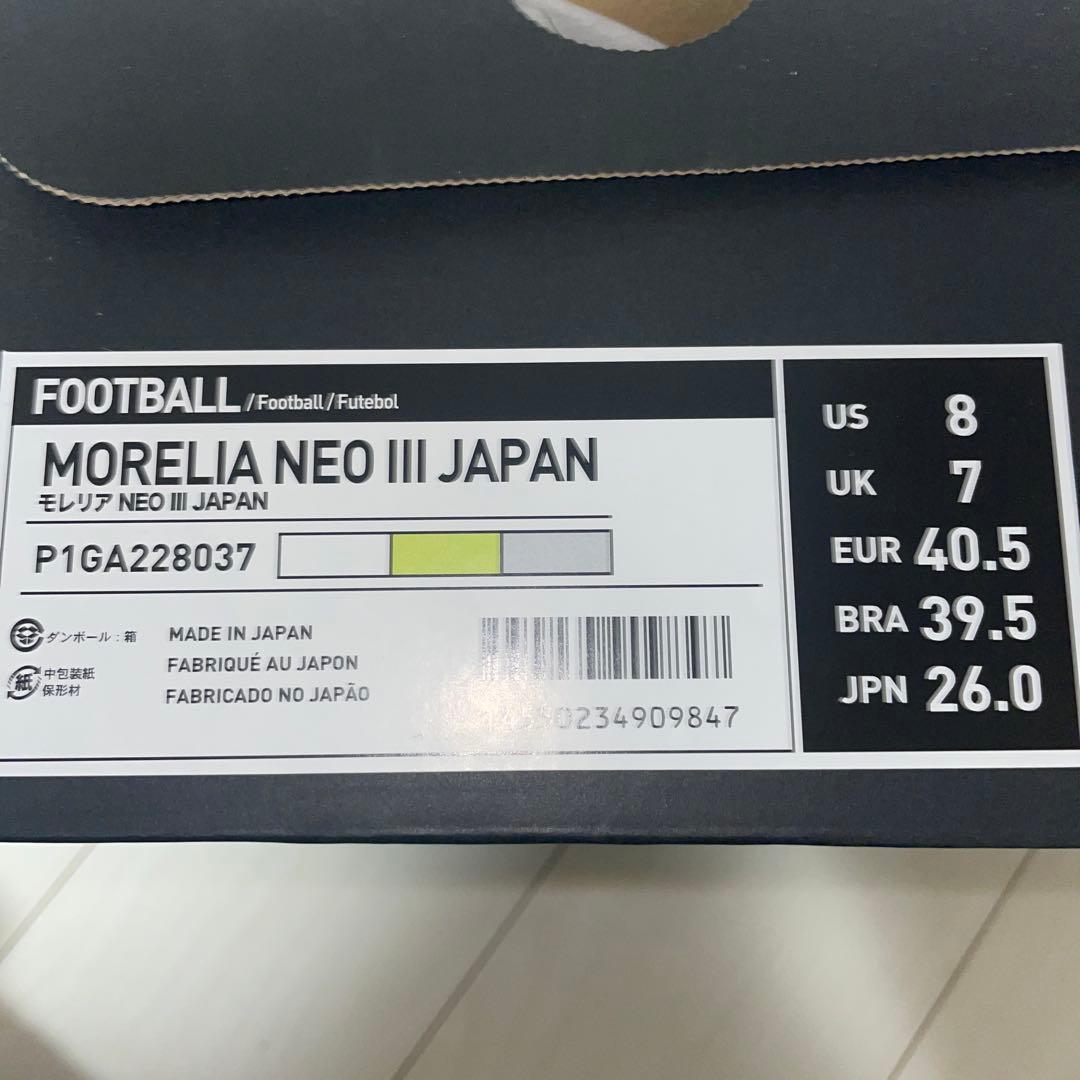 FOOTBALL /Football/Futebol
MORELIA NEO III JAPAN
モレリア NEO III JAPAN
P1GA228037
ダンボール：箱
紙 中包装紙
保形材
MADE IN JAPAN
FABRIQUÉ AU JAPON
FABRICADO NO JAPÃO
0234909847
US 8
UK 7
EUR 40.5
BRA 39.5
JPN 26.0